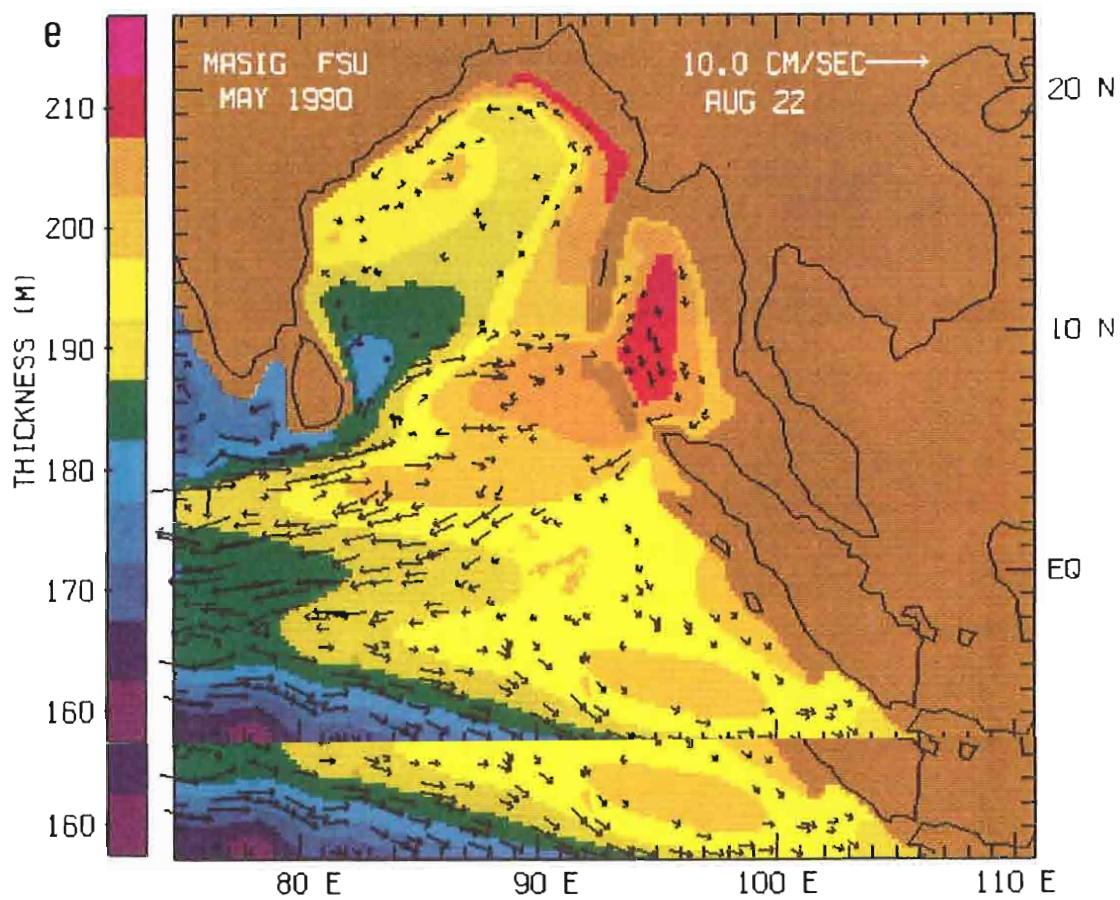 e
MASIG FSU
MAY 1990
10.0 CM/SEC
AUG 22
THICKNESS (M)
210
200
190
180
170
160
160
20 N
10 N
EQ
80 E
90 E
100 E
110 E